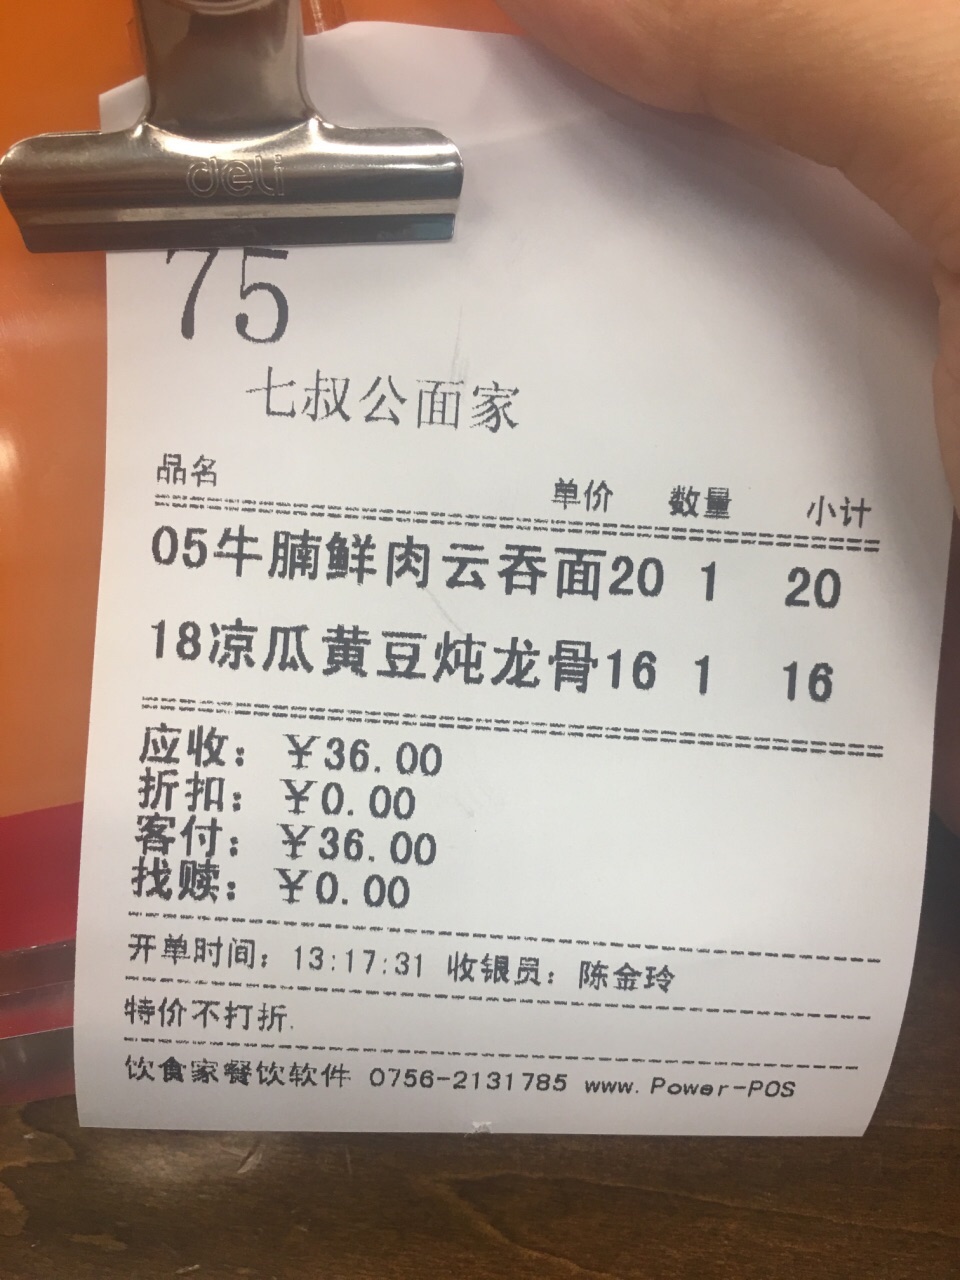 deli
75
七叔公面家
品名 单价 数量 小计
05牛腩鲜肉云吞面20 1 20
18凉瓜黄豆炖龙骨16 1 16
应收: ￥36.00
折扣: ￥0.00
客付: ￥36.00
找赎: ￥0.00
开单时间: 13:17:31 收银员: 陈金玲
特价不打折.
饮食家餐饮软件 0756-2131785 www.Power-POS